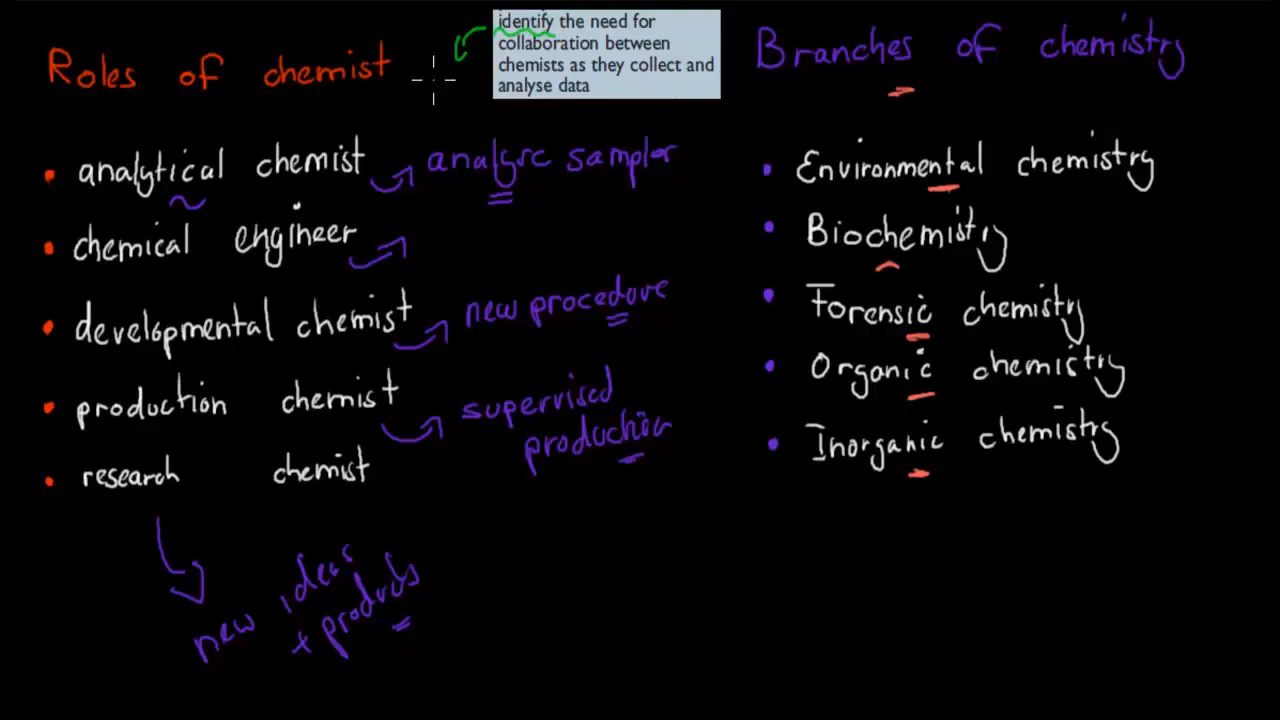 Roles of chemist
identify the need for
collaboration between
chemists as they collect and
analyse data
Branches of chemistry
analytical chemist
analyse samples
chemical engineer
developmental chemist
new procedure
production chemist
supervised
production
research chemist
new ideas
+ products
Environmental chemistry
Biochemistry
Forensic chemistry
Organic chemistry
Inorganic chemistry